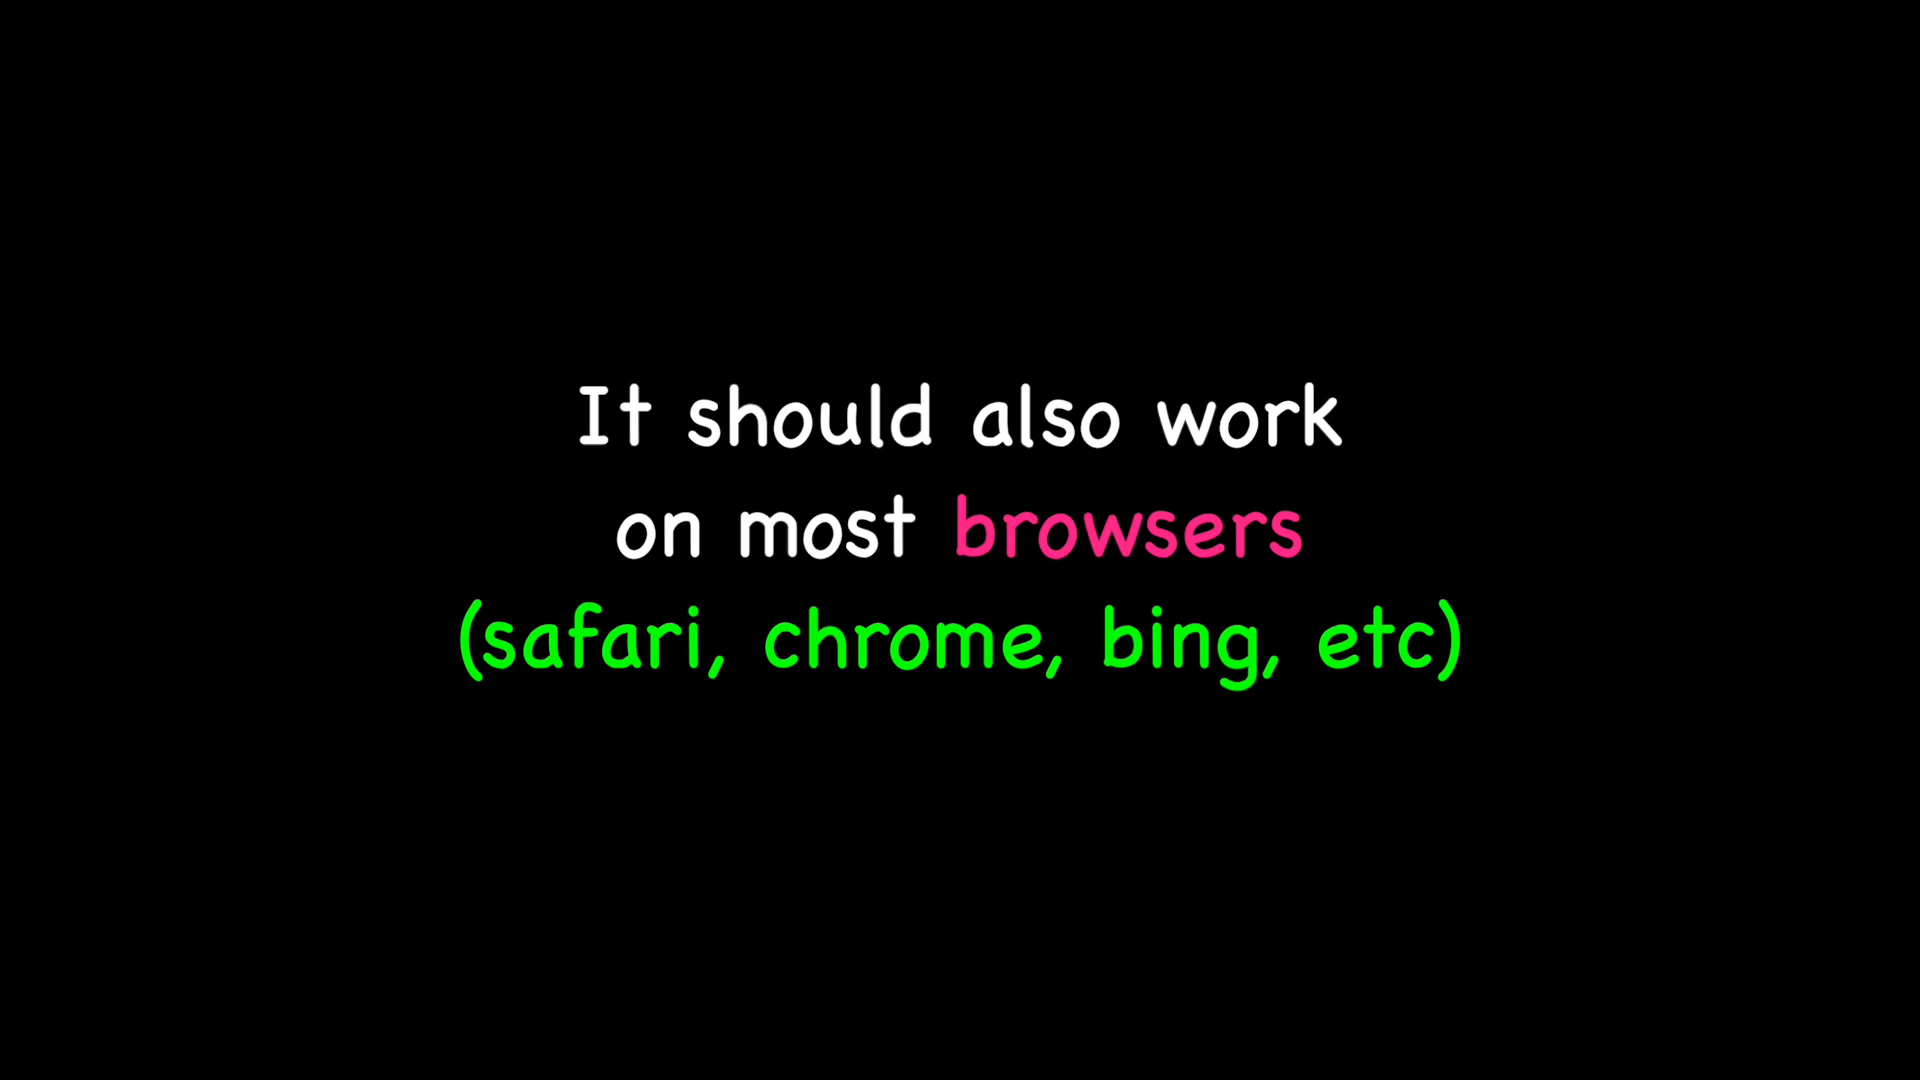 It should also work
on most browsers
(safari, chrome, bing, etc)